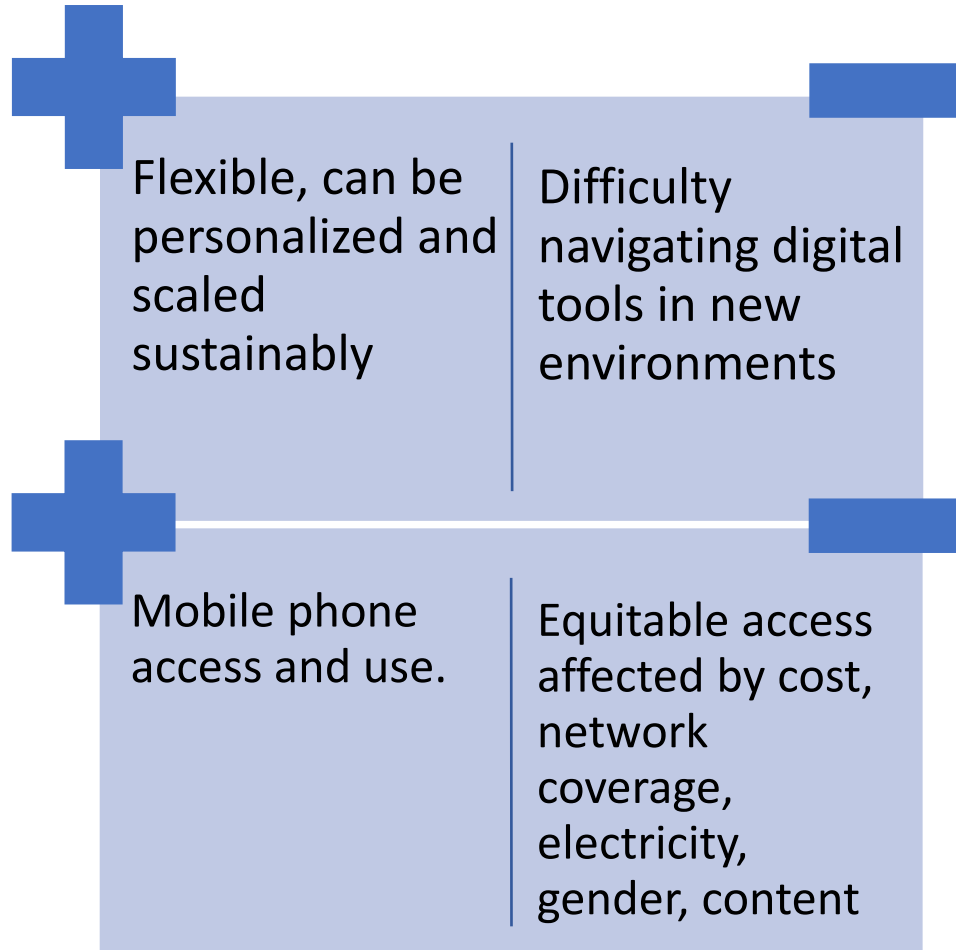 Flexible, can be
personalized and
scaled
sustainably
Difficulty
navigating digital
tools in new
environments
Mobile phone
access and use.
Equitable access
affected by cost,
network
coverage,
electricity,
gender, content